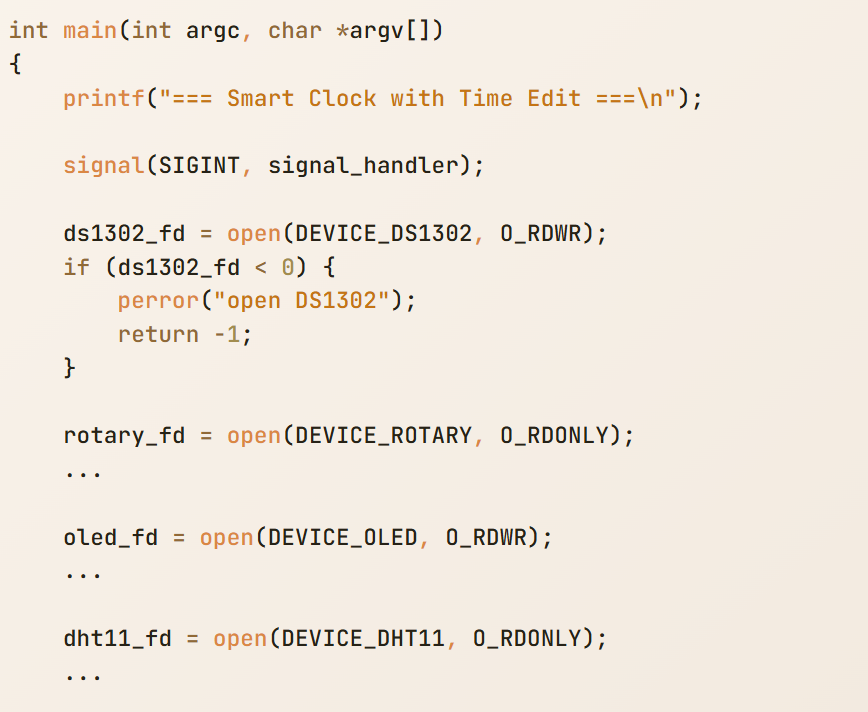 int main(int argc, char *argv[])
{
    printf("=== Smart Clock with Time Edit ===\n");

    signal(SIGINT, signal_handler);

    ds1302_fd = open(DEVICE_DS1302, O_RDWR);
    if (ds1302_fd < 0) {
        perror("open DS1302");
        return -1;
    }

    rotary_fd = open(DEVICE_ROTARY, O_RDONLY);
    ...

    oled_fd = open(DEVICE_OLED, O_RDWR);
    ...

    dht11_fd = open(DEVICE_DHT11, O_RDONLY);
    ...